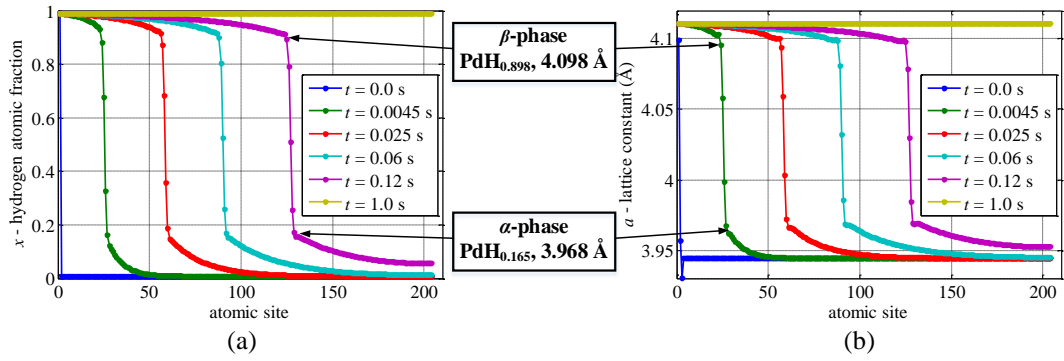 x - hydrogen atomic fraction
1
0.8
0.6
0.4
0.2
0
0
50
100
150
200
atomic site
t = 0.0 s
t = 0.0045 s
t = 0.025 s
t = 0.06 s
t = 0.12 s
t = 1.0 s
(a)
β-phase
PdH0.898, 4.098 Å
α-phase
PdH0.165, 3.968 Å
a - lattice constant (Å)
4.1
4.05
4
3.95
0
50
100
150
200
atomic site
t = 0.0 s
t = 0.0045 s
t = 0.025 s
t = 0.06 s
t = 0.12 s
t = 1.0 s
(b)